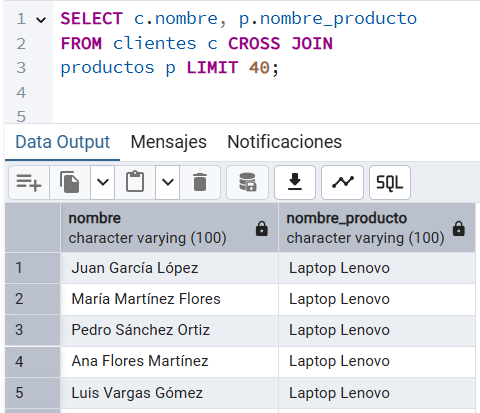 1 SELECT c.nombre, p.nombre_producto
2 FROM clientes c CROSS JOIN
3 productos p LIMIT 40;
4
5
Data Output Mensajes Notificaciones
SQL
nombre nombre_producto
character varying (100) character varying (100)
1 Juan García López Laptop Lenovo
2 María Martínez Flores Laptop Lenovo
3 Pedro Sánchez Ortiz Laptop Lenovo
4 Ana Flores Martínez Laptop Lenovo
5 Luis Vargas Gómez Laptop Lenovo